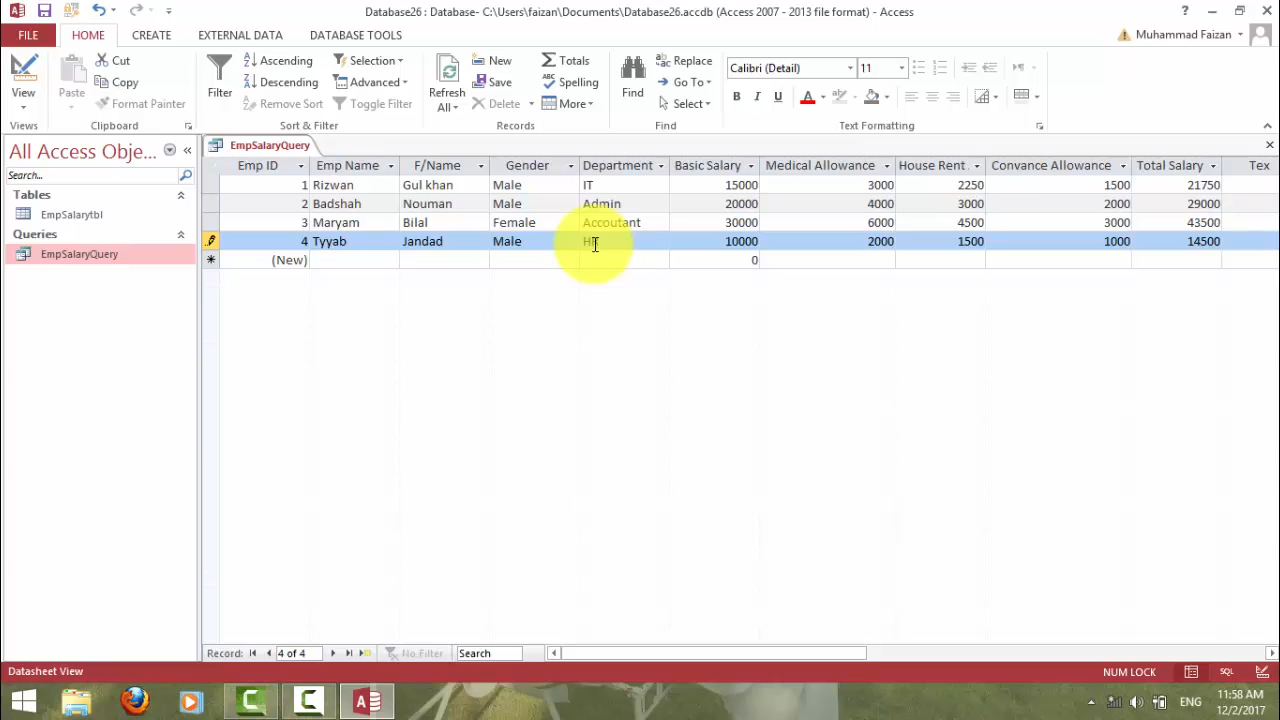 Database26 : Database- C:\Users\faizan\Documents\Database26.accdb (Access 2007 - 2013 file format) - Access
FILE HOME CREATE EXTERNAL DATA DATABASE TOOLS Muhammad Faizan
View Paste Cut Copy Format Painter
Filter Ascending Descending Remove Sort Selection Advanced Toggle Filter
Refresh All New Save Delete Totals Spelling More
Find Replace Go To Select
Calibri (Detail) 11
B I U A
Views Clipboard Sort & Filter Records Find Text Formatting
All Access Obje...
Search...
Tables
EmpSalarytbl
Queries
EmpSalaryQuery
EmpSalaryQuery
Emp ID Emp Name F/Name Gender Department Basic Salary Medical Allowance House Rent Convance Allowance Total Salary Tex
1 Rizwan Gul khan Male IT 15000 3000 2250 1500 21750
2 Badshah Nouman Male Admin 20000 4000 3000 2000 29000
3 Maryam Bilal Female Accoutant 30000 6000 4500 3000 43500
4 Tyyab Jandad Male HR 10000 2000 1500 1000 14500
(New) 0
Record: 4 of 4 No Filter Search
Datasheet View NUM LOCK SQL
ENG 11:58 AM
12/2/2017